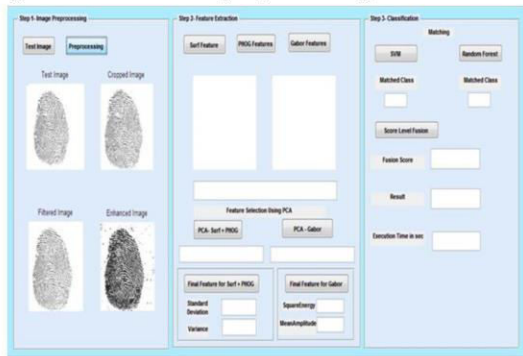 Step 1- Image Preprocessing
Test Image
Preprocessing
Test Image
Cropped Image
Filtered Image
Enhanced Image
Step 2- Feature Extraction
Surf Feature
PHOG Features
Gabor Features
Feature Selection Using PCA
PCA- Surf + PHOG
PCA - Gabor
Final Feature for Surf + PHOG
Standard
Deviation
Variance
Final Feature for Gabor
SquareEnergy
MeanAmplitude
Step 3- Classification
Matching
SVM
Random Forest
Matched Class
Matched Class
Score Level Fusion
Fusion Score
Result
Execution Time in sec